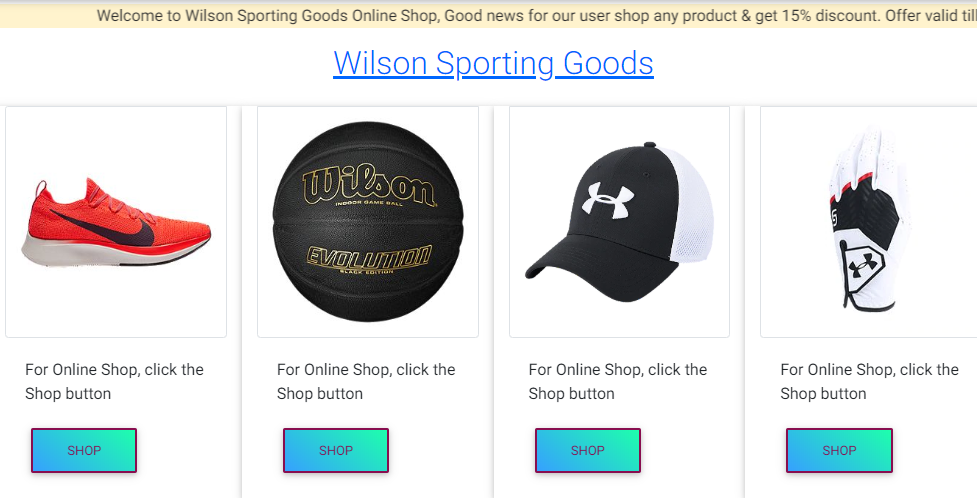 Welcome to Wilson Sporting Goods Online Shop, Good news for our user shop any product & get 15% discount. Offer valid till
Wilson Sporting Goods
Wilson
INDOOR GAME BALL
EVOLUTION
BLACK EDITION
For Online Shop, click the
Shop button
SHOP
For Online Shop, click the
Shop button
SHOP
For Online Shop, click the
Shop button
SHOP
For Online Shop, click the
Shop button
SHOP